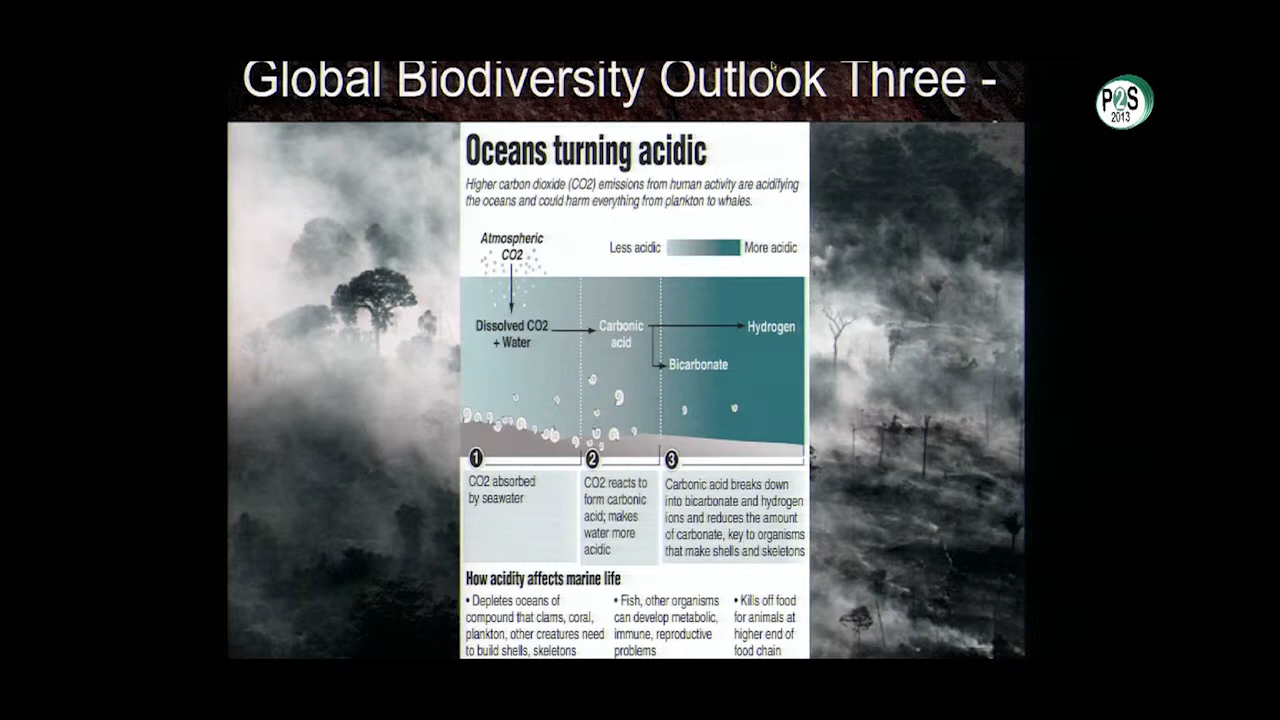 Global Biodiversity Outlook Three -
P2S
2013
Oceans turning acidic
Higher carbon dioxide (CO2) emissions from human activity are acidifying
the oceans and could harm everything from plankton to whales.
Atmospheric
CO2
Less acidic
More acidic
Dissolved CO2
+ Water
Carbonic
acid
Hydrogen
Bicarbonate
1
CO2 absorbed
by seawater
2
CO2 reacts to
form carbonic
acid; makes
water more
acidic
3
Carbonic acid breaks down
into bicarbonate and hydrogen
ions and reduces the amount
of carbonate, key to organisms
that make shells and skeletons
How acidity affects marine life
• Depletes oceans of
compound that clams, coral,
plankton, other creatures need
to build shells, skeletons
• Fish, other organisms
can develop metabolic,
immune, reproductive
problems
• Kills off food
for animals at
higher end of
food chain